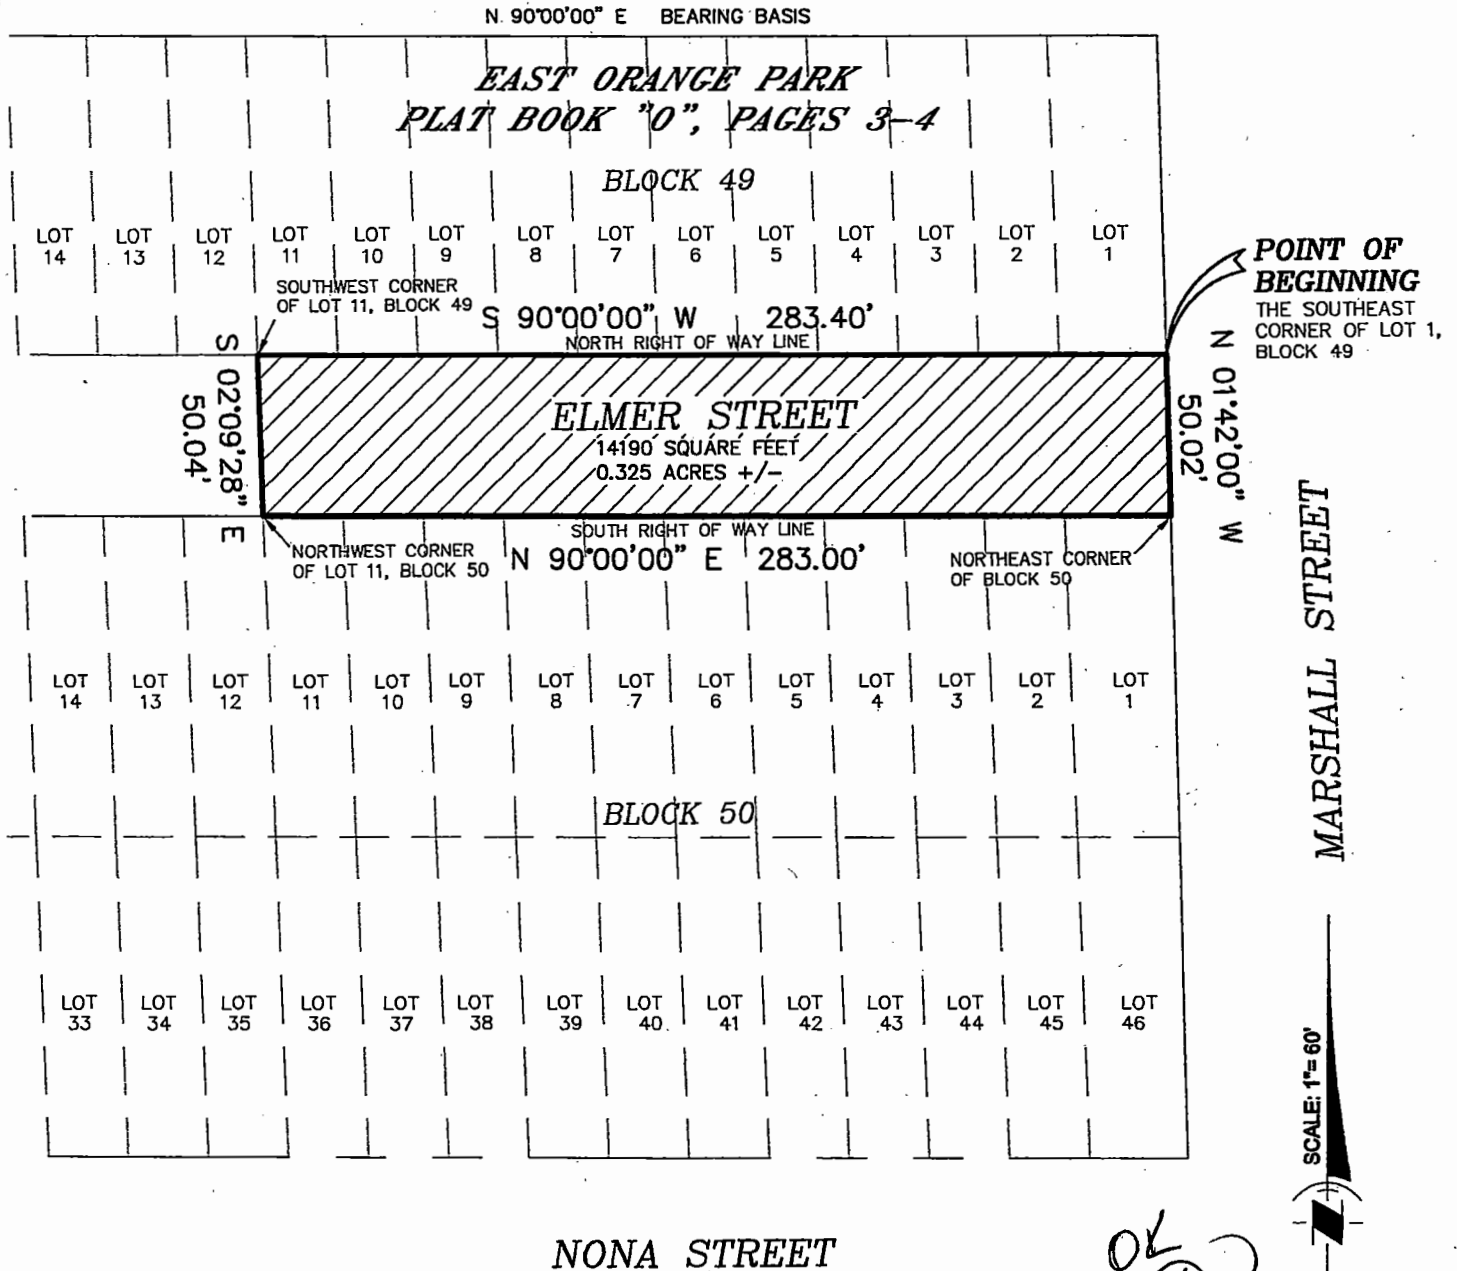 N. 90°00'00" E BEARING BASIS
EAST ORANGE PARK
PLAT BOOK "O", PAGES 3-4
BLOCK 49
LOT 14
LOT 13
LOT 12
LOT 11
LOT 10
LOT 9
LOT 8
LOT 7
LOT 6
LOT 5
LOT 4
LOT 3
LOT 2
LOT 1
POINT OF
BEGINNING
THE SOUTHEAST
CORNER OF LOT 1,
BLOCK 49
SOUTHWEST CORNER
OF LOT 11, BLOCK 49
S 90°00'00" W 283.40'
NORTH RIGHT OF WAY LINE
S 02°09'28" E
50.04'
ELMER STREET
14190 SQUARE FEET
0.325 ACRES +/-
N 01°42'00" W
50.02'
SOUTH RIGHT OF WAY LINE
N 90°00'00" E 283.00'
NORTHWEST CORNER
OF LOT 11, BLOCK 50
NORTHEAST CORNER
OF BLOCK 50
MARSHALL STREET
LOT 14
LOT 13
LOT 12
LOT 11
LOT 10
LOT 9
LOT 8
LOT 7
LOT 6
LOT 5
LOT 4
LOT 3
LOT 2
LOT 1
BLOCK 50
LOT 33
LOT 34
LOT 35
LOT 36
LOT 37
LOT 38
LOT 39
LOT 40
LOT 41
LOT 42
LOT 43
LOT 44
LOT 45
LOT 46
SCALE: 1"= 60'
N
NONA STREET
OK